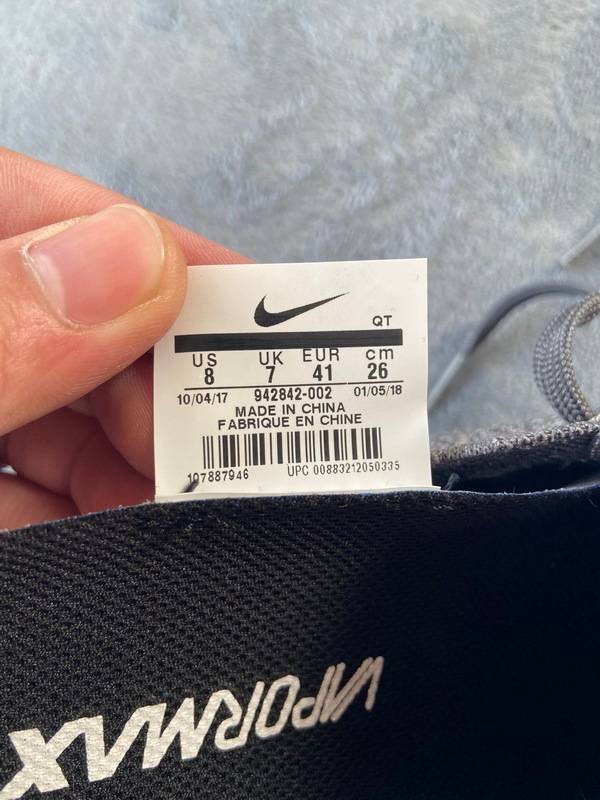 QT
US UK EUR cm
8 7 41 26
10/04/17 942842-002 01/05/18
MADE IN CHINA
FABRIQUE EN CHINE
107887946 UPC 00883212050335
VAPORMAX